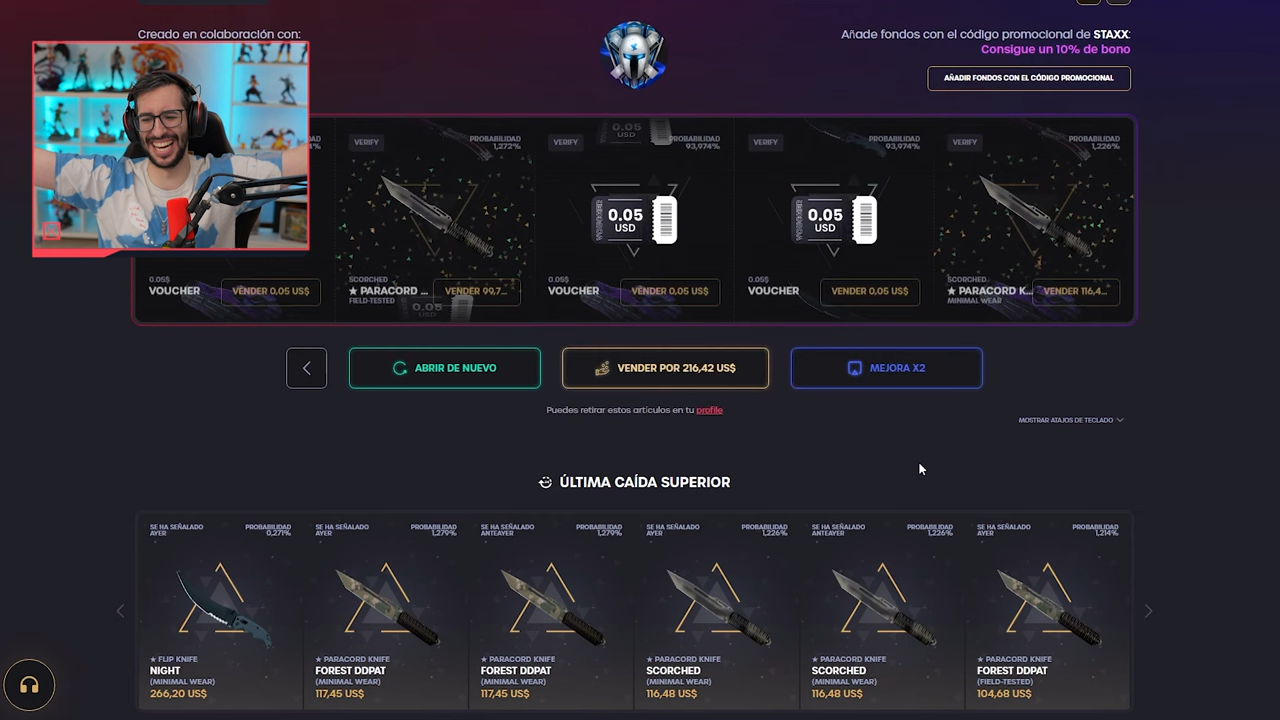 Creado en colaboración con:
Añade fondos con el código promocional de STAXX:
Consigue un 10% de bono
AÑADIR FONDOS CON EL CÓDIGO PROMOCIONAL
VERIFY
PROBABILIDAD
1,272%
SCORCHED
★ PARACORD ...
FIELD-TESTED
VENDER 99,7...
VERIFY
0.05
USD
PROBABILIDAD
93,974%
0.05
USD
0.05$
VOUCHER
VENDER 0,05 US$
VERIFY
PROBABILIDAD
93,974%
0.05
USD
0.05$
VOUCHER
VENDER 0,05 US$
VERIFY
PROBABILIDAD
1,226%
SCORCHED
★ PARACORD K...
MINIMAL WEAR
VENDER 116,4...
0.05$
VOUCHER
VENDER 0,05 US$
0.05
ABRIR DE NUEVO
VENDER POR 216,42 US$
MEJORA X2
Puedes retirar estos artículos en tu profile
MOSTRAR ATAJOS DE TECLADO
ÚLTIMA CAÍDA SUPERIOR
SE HA SEÑALADO
AYER
PROBABILIDAD
0,271%
★ FLIP KNIFE
NIGHT
(MINIMAL WEAR)
266,20 US$
SE HA SEÑALADO
AYER
PROBABILIDAD
1,279%
★ PARACORD KNIFE
FOREST DDPAT
(MINIMAL WEAR)
117,45 US$
SE HA SEÑALADO
ANTEAYER
PROBABILIDAD
1,279%
★ PARACORD KNIFE
FOREST DDPAT
(MINIMAL WEAR)
117,45 US$
SE HA SEÑALADO
AYER
PROBABILIDAD
1,226%
★ PARACORD KNIFE
SCORCHED
(MINIMAL WEAR)
116,48 US$
SE HA SEÑALADO
ANTEAYER
PROBABILIDAD
1,226%
★ PARACORD KNIFE
SCORCHED
(MINIMAL WEAR)
116,48 US$
SE HA SEÑALADO
AYER
PROBABILIDAD
1,214%
★ PARACORD KNIFE
FOREST DDPAT
(FIELD-TESTED)
104,68 US$